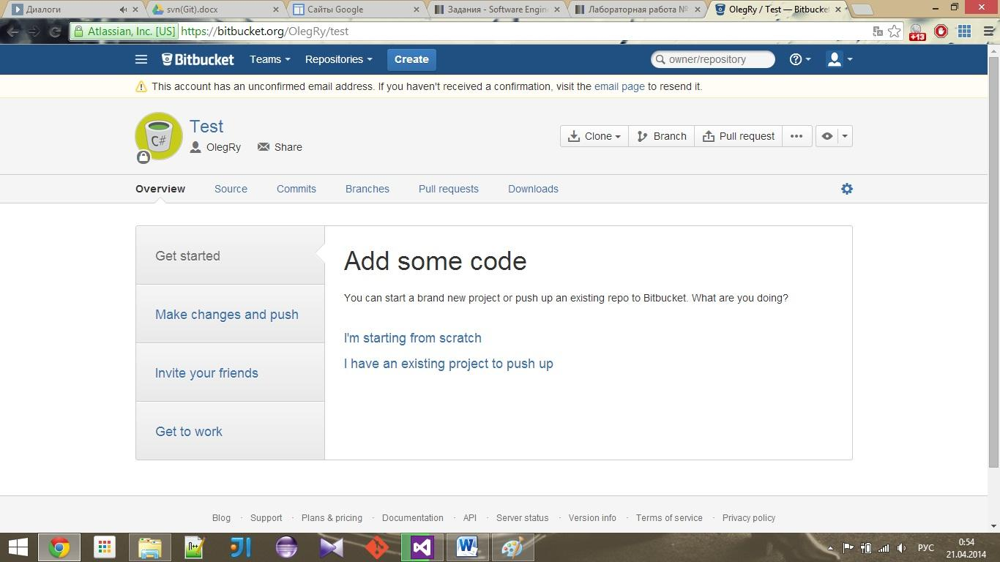 Диалоги
svn(Git).docx
Сайты Google
Задания - Software Engin
Лабораторная работа №
OlegRy / Test — Bitbucket
Atlassian, Inc. [US] https://bitbucket.org/OlegRy/test
+13
Bitbucket Teams Repositories Create owner/repository
This account has an unconfirmed email address. If you haven't received a confirmation, visit the email page to resend it.
C#
Test
OlegRy Share
Clone Branch Pull request
Overview Source Commits Branches Pull requests Downloads
Get started
Make changes and push
Invite your friends
Get to work
Add some code
You can start a brand new project or push up an existing repo to Bitbucket. What are you doing?
I'm starting from scratch
I have an existing project to push up
Blog · Support · Plans & pricing · Documentation · API · Server status · Version info · Terms of service · Privacy policy
РУС
0:54
21.04.2014